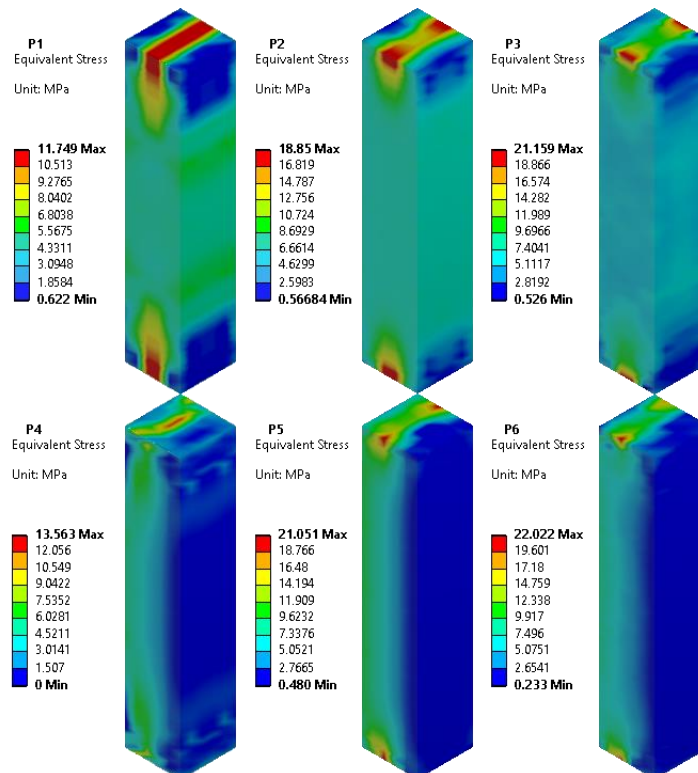 P1
Equivalent Stress
Unit: MPa
11.749 Max
10.513
9.2765
8.0402
6.8038
5.5675
4.3311
3.0948
1.8584
0.622 Min
P2
Equivalent Stress
Unit: MPa
18.85 Max
16.819
14.787
12.756
10.724
8.6929
6.6614
4.6299
2.5983
0.56684 Min
P3
Equivalent Stress
Unit: MPa
21.159 Max
18.866
16.574
14.282
11.989
9.6966
7.4041
5.1117
2.8192
0.526 Min
P4
Equivalent Stress
Unit: MPa
13.563 Max
12.056
10.549
9.0422
7.5352
6.0281
4.5211
3.0141
1.507
0 Min
P5
Equivalent Stress
Unit: MPa
21.051 Max
18.766
16.48
14.194
11.909
9.6232
7.3376
5.0521
2.7665
0.480 Min
P6
Equivalent Stress
Unit: MPa
22.022 Max
19.601
17.18
14.759
12.338
9.917
7.496
5.0751
2.6541
0.233 Min